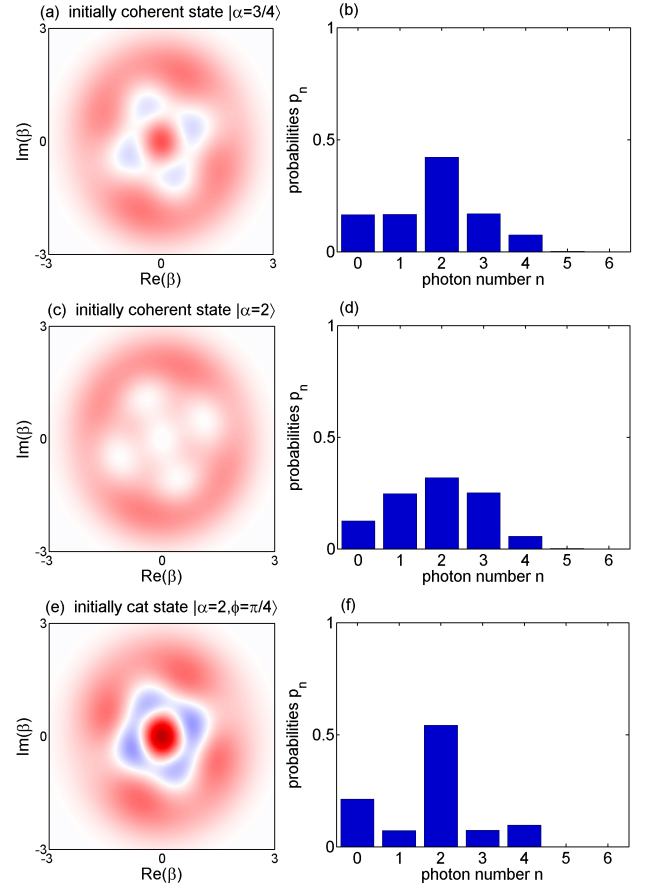 (a) initially coherent state |α=3/4⟩
(b)
3
0
-3
-3
0
3
Im(β)
Re(β)
1
0.5
0
probabilities pₙ
0 1 2 3 4 5 6
photon number n
(c) initially coherent state |α=2⟩
(d)
3
0
-3
-3
0
3
Im(β)
Re(β)
1
0.5
0
probabilities pₙ
0 1 2 3 4 5 6
photon number n
(e) initially cat state |α=2,ϕ=π/4⟩
(f)
3
0
-3
-3
0
3
Im(β)
Re(β)
1
0.5
0
probabilities pₙ
0 1 2 3 4 5 6
photon number n